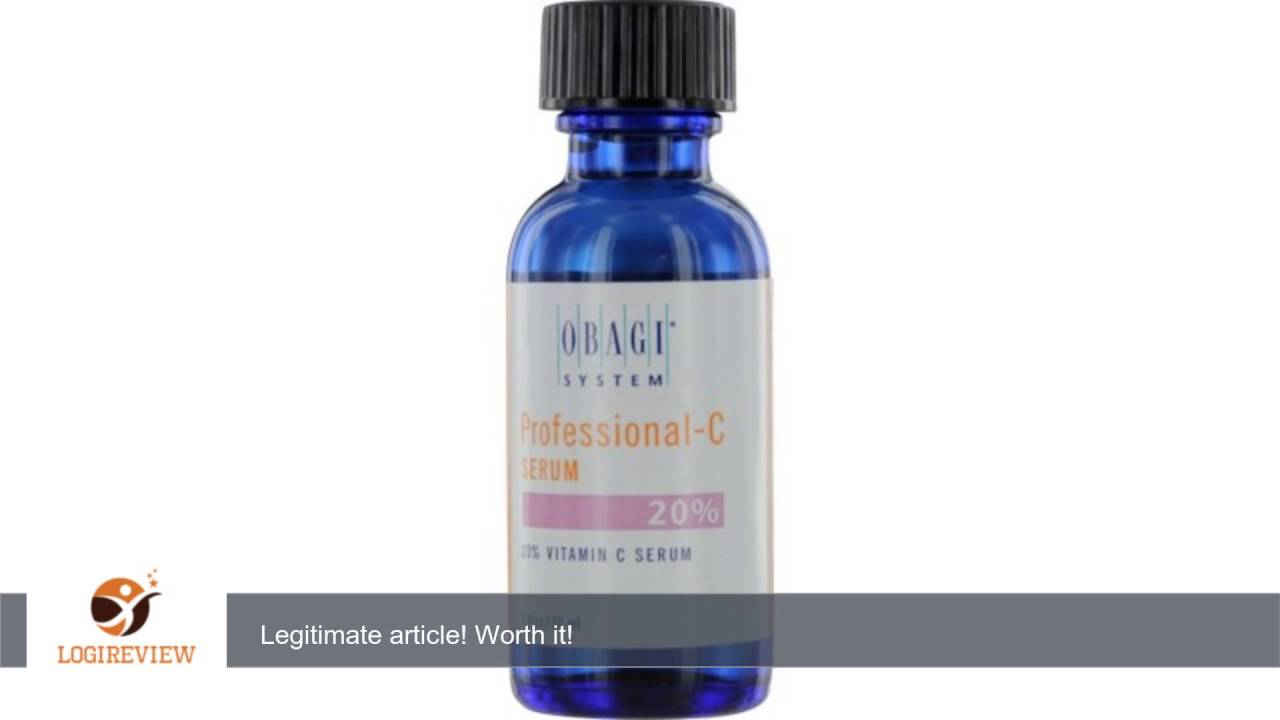 OBAGI
SYSTEM
Professional-C
SERUM
20%
20% VITAMIN C SERUM
Legitimate article! Worth it!
LOGIREVIEW